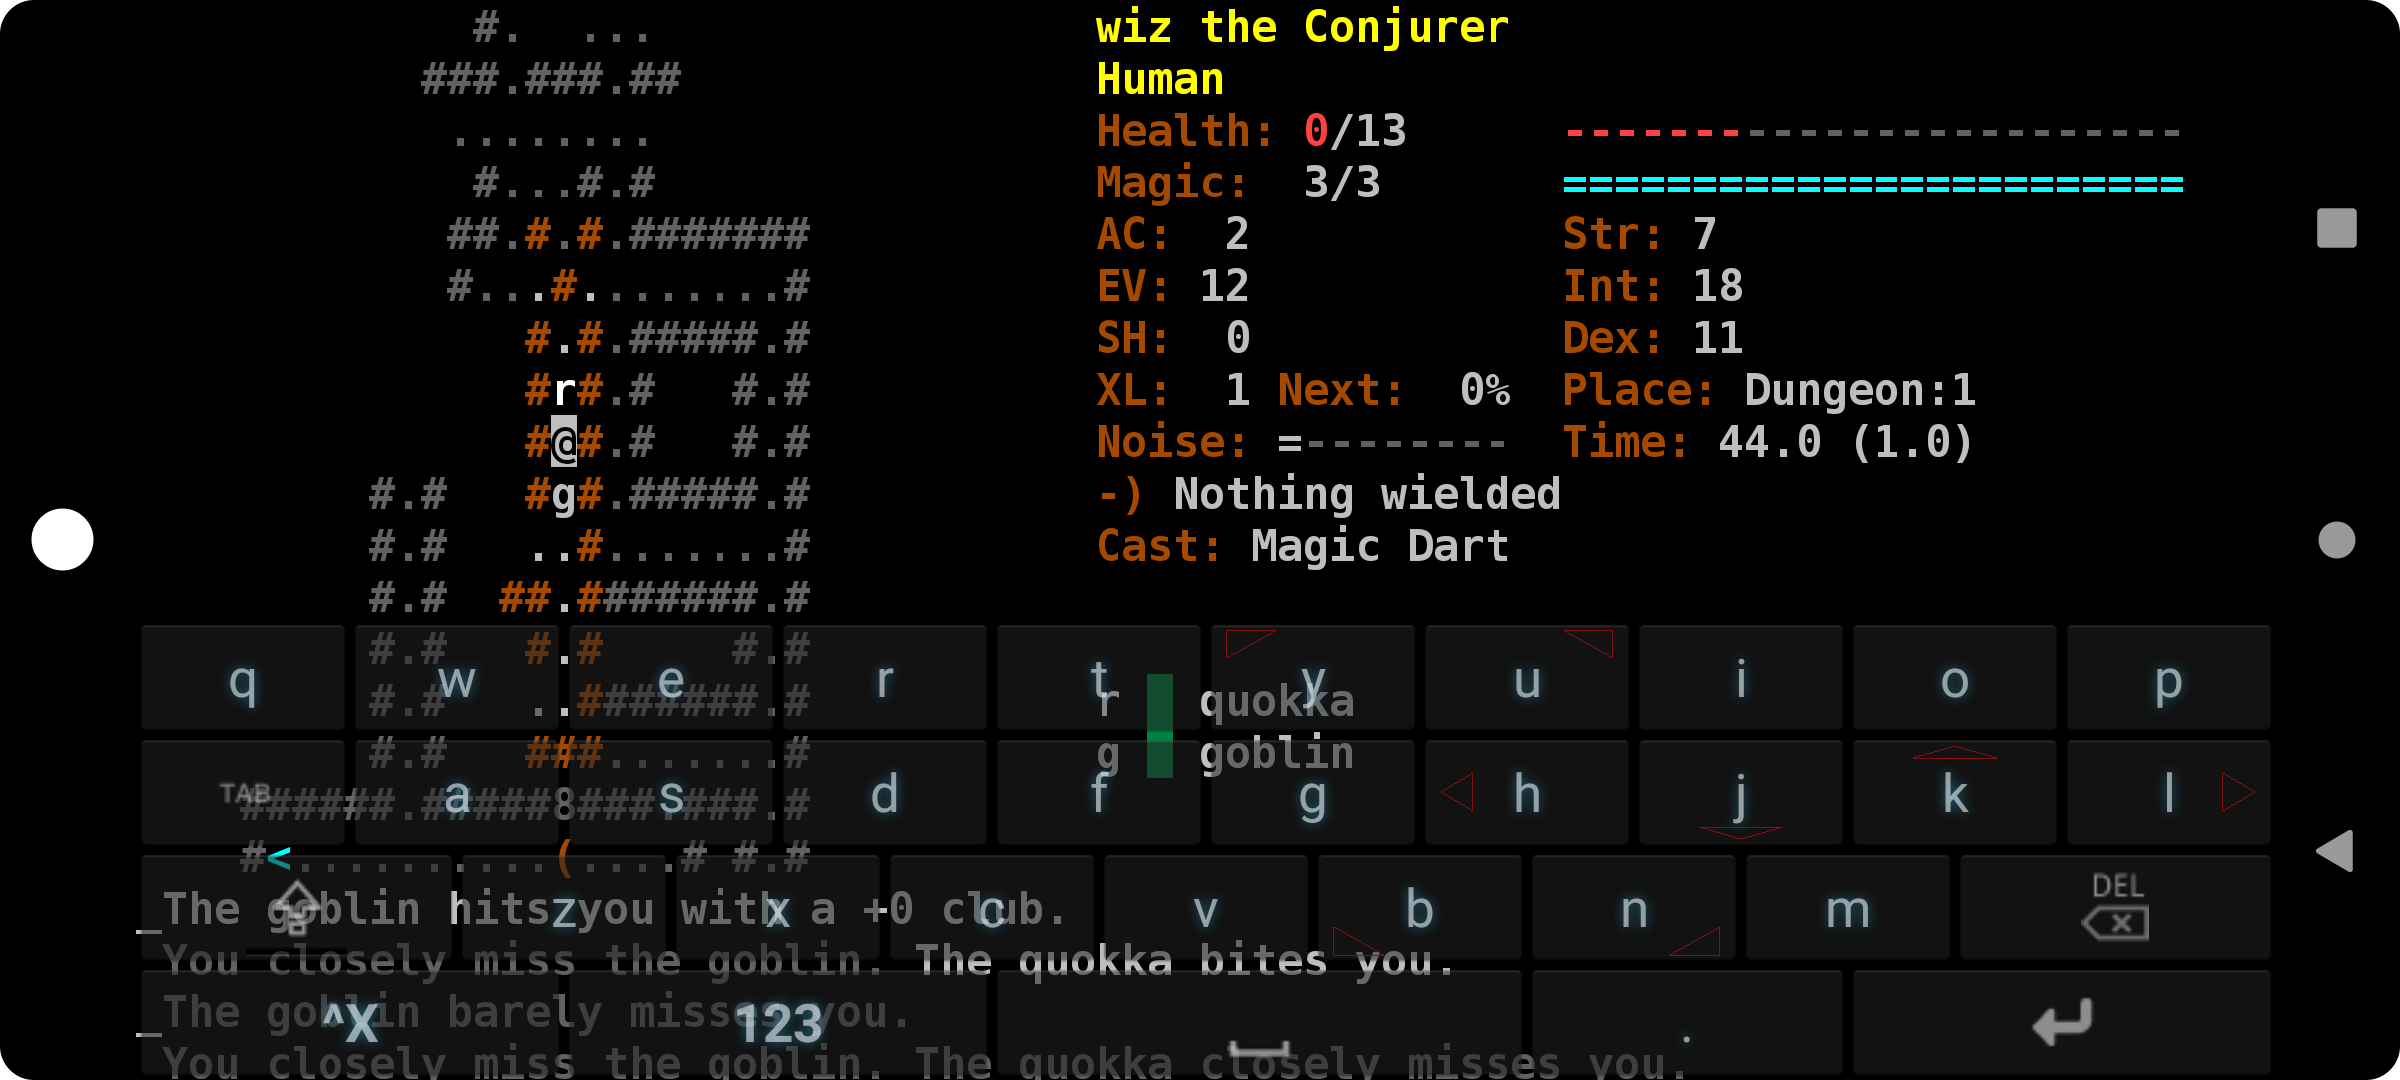 #.  ...
###.###.##
........
#...#.#
##.#.#.#######
#...#........#
#.#.#####.#
#r#.#   #.#
#@#.#   #.#
#.#   #g#.#####.#
#.#    ..#.......#
#.#  ##.########.#
#.#   #.#     #.#
#.#    ..########.#
#.#   ###.......#
######.#####8#######.#
#<..........(....# #.#
wiz the Conjurer
Human
Health: 0/13 ------------------------
Magic:  3/3 ========================
AC:  2 Str: 7
EV: 12 Int: 18
SH:  0 Dex: 11
XL:  1 Next:  0% Place: Dungeon:1
Noise: =-------- Time: 44.0 (1.0)
-) Nothing wielded
Cast: Magic Dart
r quokka
g goblin
_The goblin hits you with a +0 club.
You closely miss the goblin. The quokka bites you.
_The goblin barely misses you.
You closely miss the goblin. The quokka closely misses you.
q w e r t y u i o p
TAB a s d f g h j k l
z x c v b n m DEL
^X 123 .